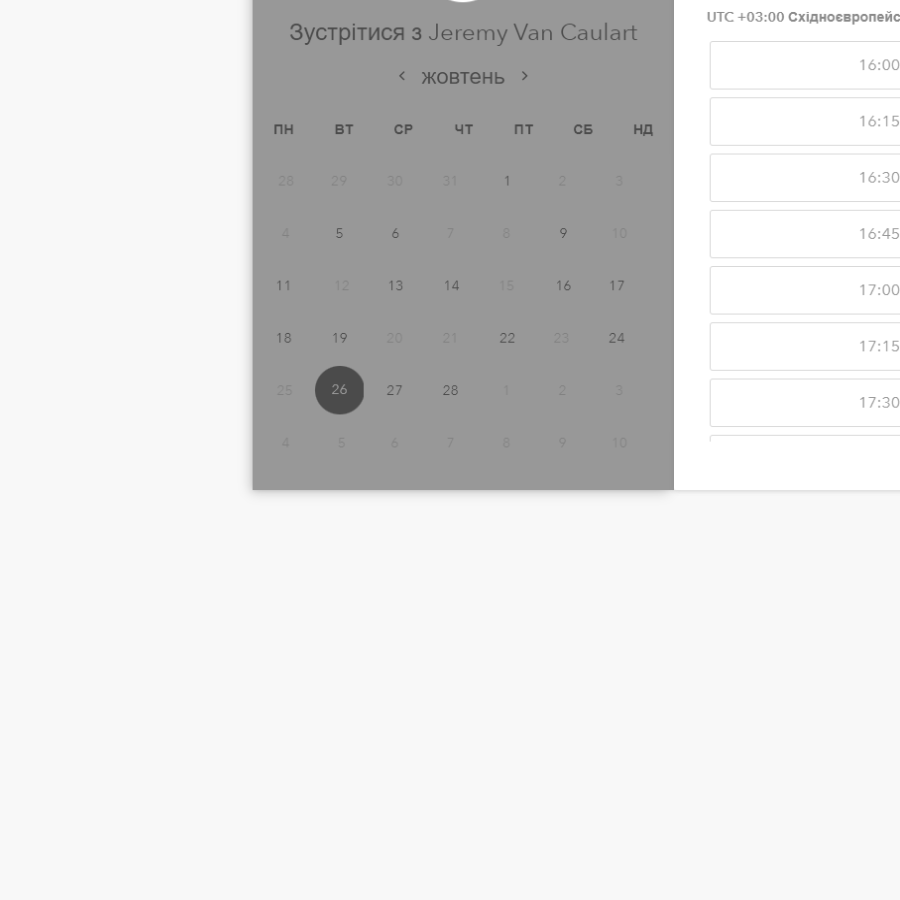 Зустрітися з Jeremy Van Caulart
жовтень
ПН ВТ СР ЧТ ПТ СБ НД
28 29 30 31 1 2 3
4 5 6 7 8 9 10
11 12 13 14 15 16 17
18 19 20 21 22 23 24
25 26 27 28 1 2 3
4 5 6 7 8 9 10
UTC +03:00 Східноєвропейс
16:00
16:15
16:30
16:45
17:00
17:15
17:30